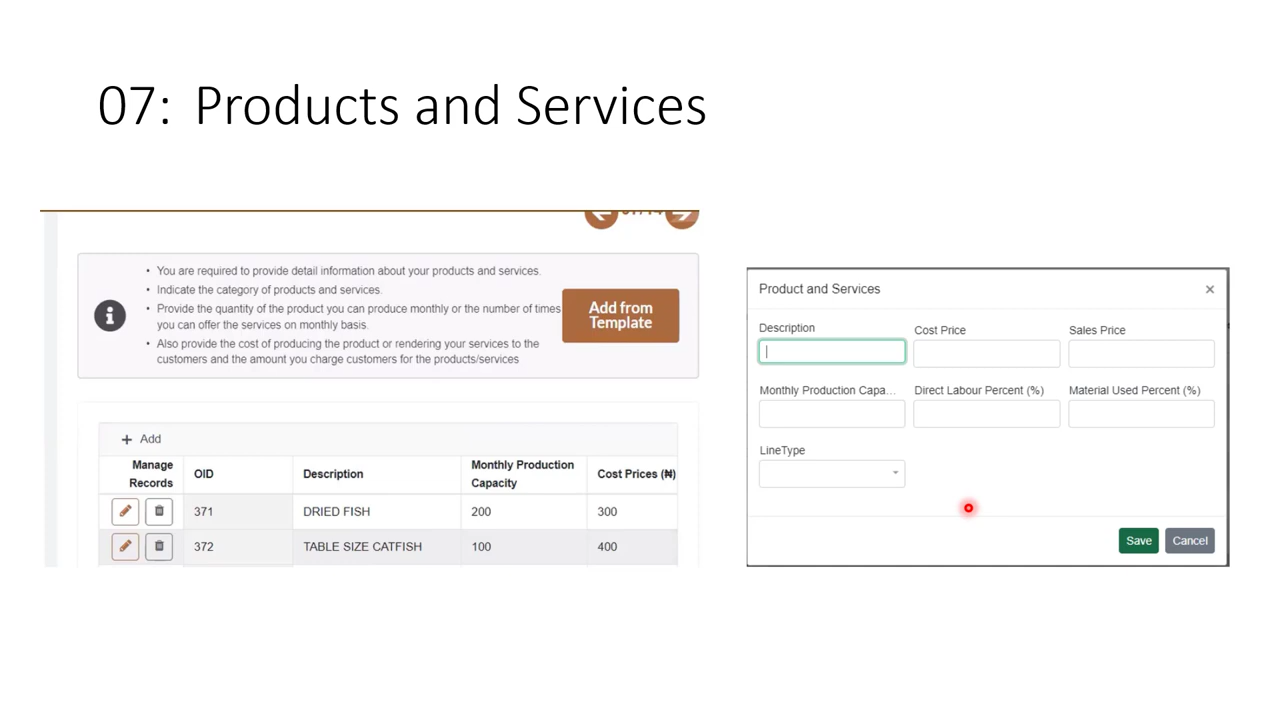 07: Products and Services
• You are required to provide detail information about your products and services.
• Indicate the category of products and services.
• Provide the quantity of the product you can produce monthly or the number of times
you can offer the services on monthly basis.
• Also provide the cost of producing the product or rendering your services to the
customers and the amount you charge customers for the products/services
Add from
Template
+ Add
Manage
Records
OID
Description
Monthly Production
Capacity
Cost Prices (₦)
371 DRIED FISH 200 300
372 TABLE SIZE CATFISH 100 400
Product and Services ×
Description Cost Price Sales Price
Monthly Production Capa... Direct Labour Percent (%) Material Used Percent (%)
LineType
Save Cancel